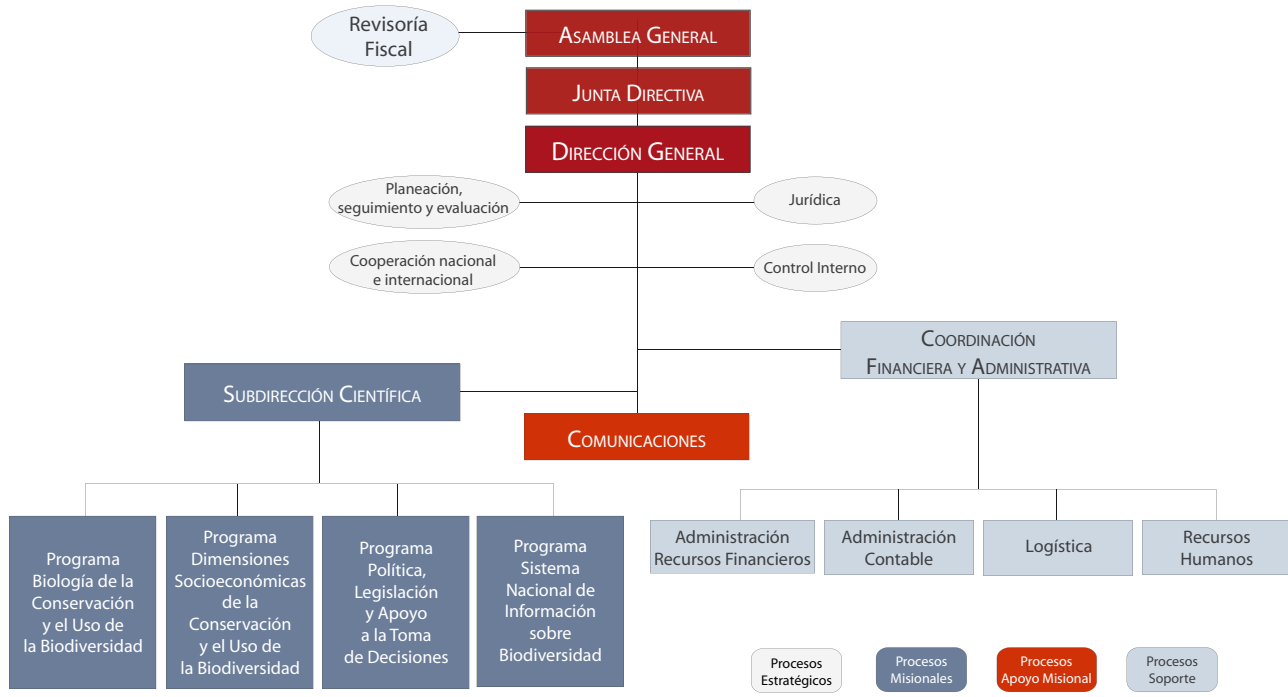 Revisoría
Fiscal
Asamblea General
Junta Directiva
Dirección General
Planeación,
seguimiento y evaluación
Jurídica
Cooperación nacional
e internacional
Control Interno
Coordinación
Financiera y Administrativa
Subdirección Científica
Comunicaciones
Programa
Biología de la
Conservación
y el Uso de
la Biodiversidad
Programa
Dimensiones
Socioeconómicas
de la
Conservación
y el Uso de
la Biodiversidad
Programa
Política,
Legislación
y Apoyo
a la Toma
de Decisiones
Programa
Sistema
Nacional de
Información
sobre
Biodiversidad
Administración
Recursos Financieros
Administración
Contable
Logística
Recursos
Humanos
Procesos
Estratégicos
Procesos
Misionales
Procesos
Apoyo Misional
Procesos
Soporte